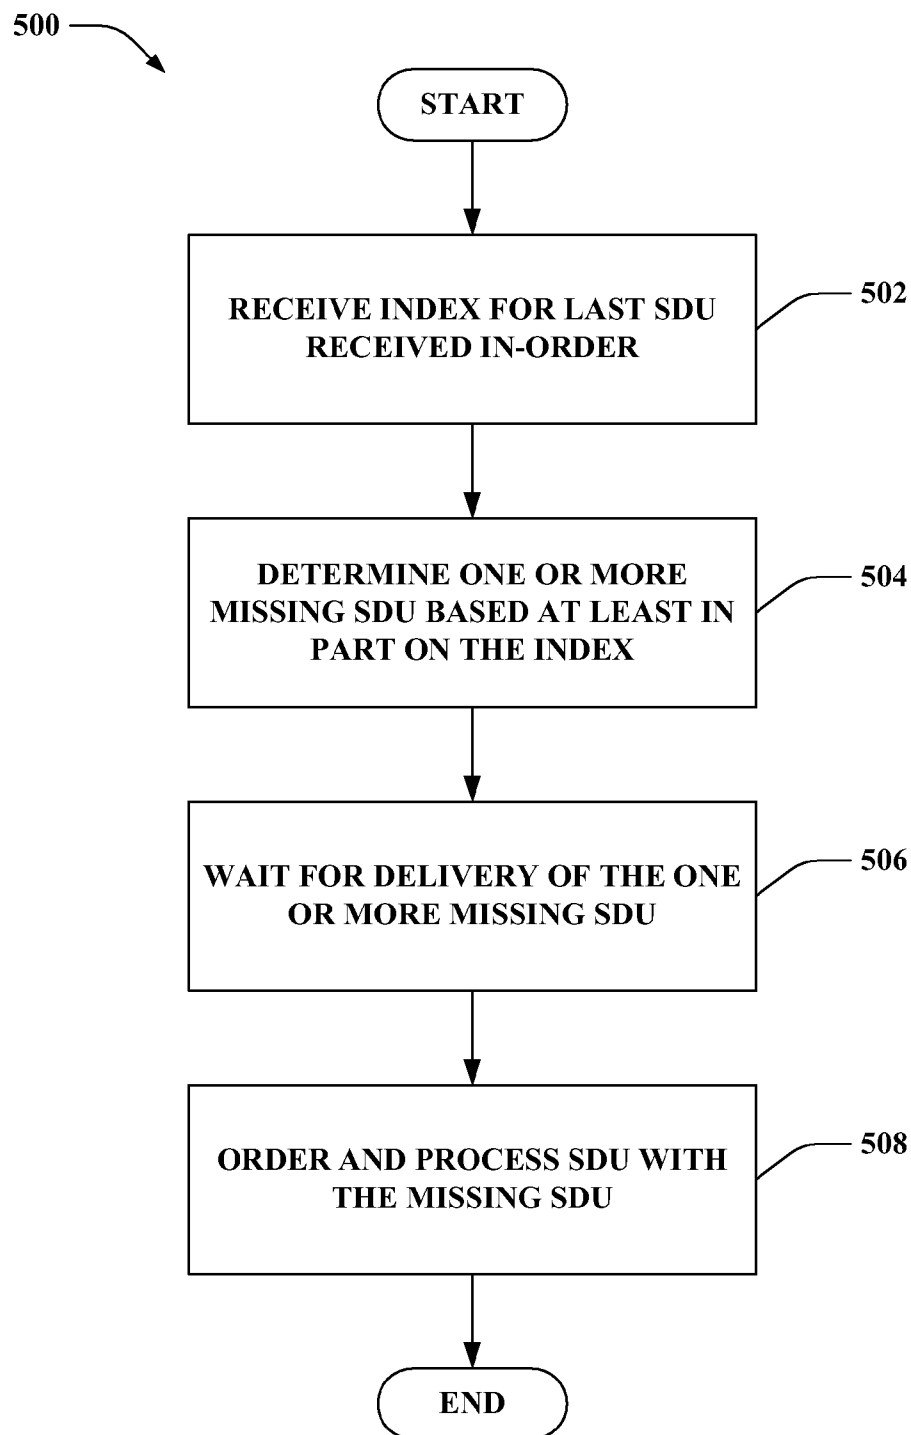 500
START
RECEIVE INDEX FOR LAST SDU
RECEIVED IN-ORDER
502
DETERMINE ONE OR MORE
MISSING SDU BASED AT LEAST IN
PART ON THE INDEX
504
WAIT FOR DELIVERY OF THE ONE
OR MORE MISSING SDU
506
ORDER AND PROCESS SDU WITH
THE MISSING SDU
508
END